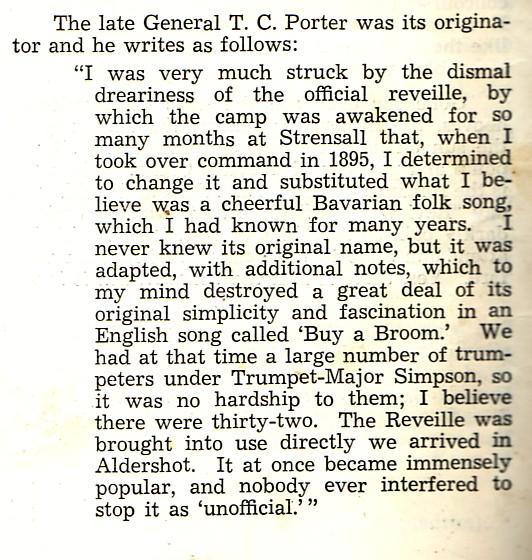 The late General T. C. Porter was its origina-
tor and he writes as follows:
“I was very much struck by the dismal
dreariness of the official reveille, by
which the camp was awakened for so
many months at Strensall that, when I
took over command in 1895, I determined
to change it and substituted what I be-
lieve was a cheerful Bavarian folk song,
which I had known for many years. I
never knew its original name, but it was
adapted, with additional notes, which to
my mind destroyed a great deal of its
original simplicity and fascination in an
English song called ‘Buy a Broom.’ We
had at that time a large number of trum-
peters under Trumpet-Major Simpson, so
it was no hardship to them; I believe
there were thirty-two. The Reveille was
brought into use directly we arrived in
Aldershot. It at once became immensely
popular, and nobody ever interfered to
stop it as ‘unofficial.’”